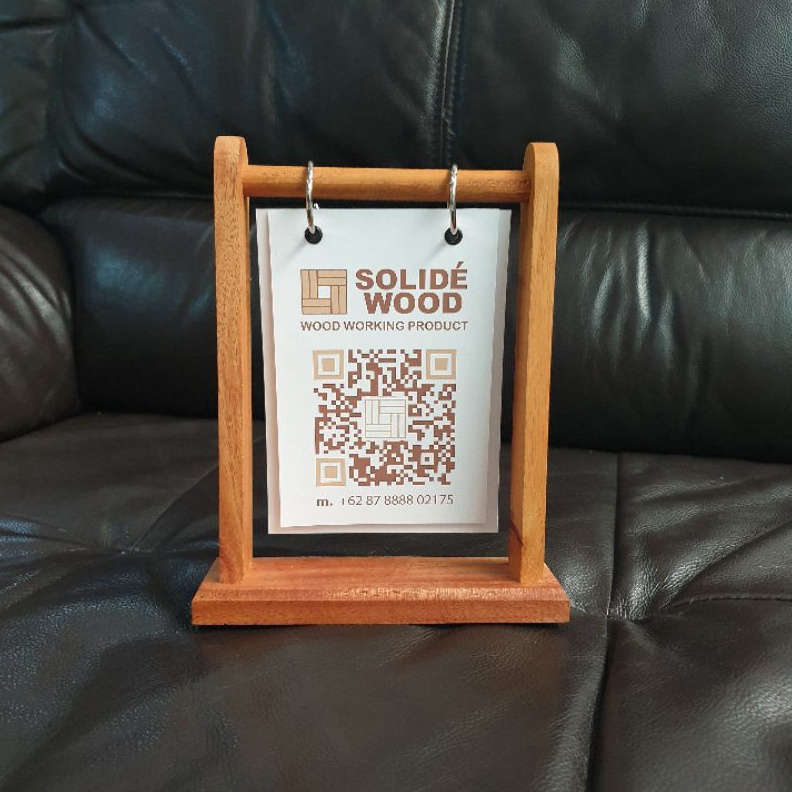 SOLIDÉ
WOOD
WOOD WORKING PRODUCT
m. +62 87 8888 02175